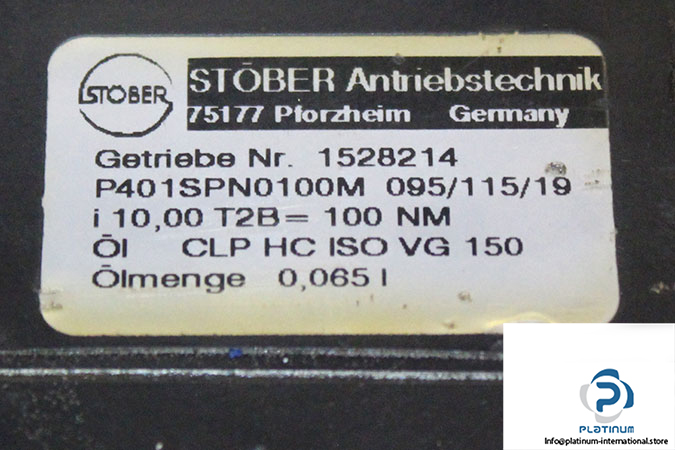 STÖBER
STÖBER Antriebstechnik
75177 Pforzheim Germany
Getriebe Nr. 1528214
P401SPN0100M 095/115/19
i 10,00 T2B= 100 NM
Öl CLP HC ISO VG 150
Ölmenge 0,065 l
PLATINUM
Info@platinum-international.store